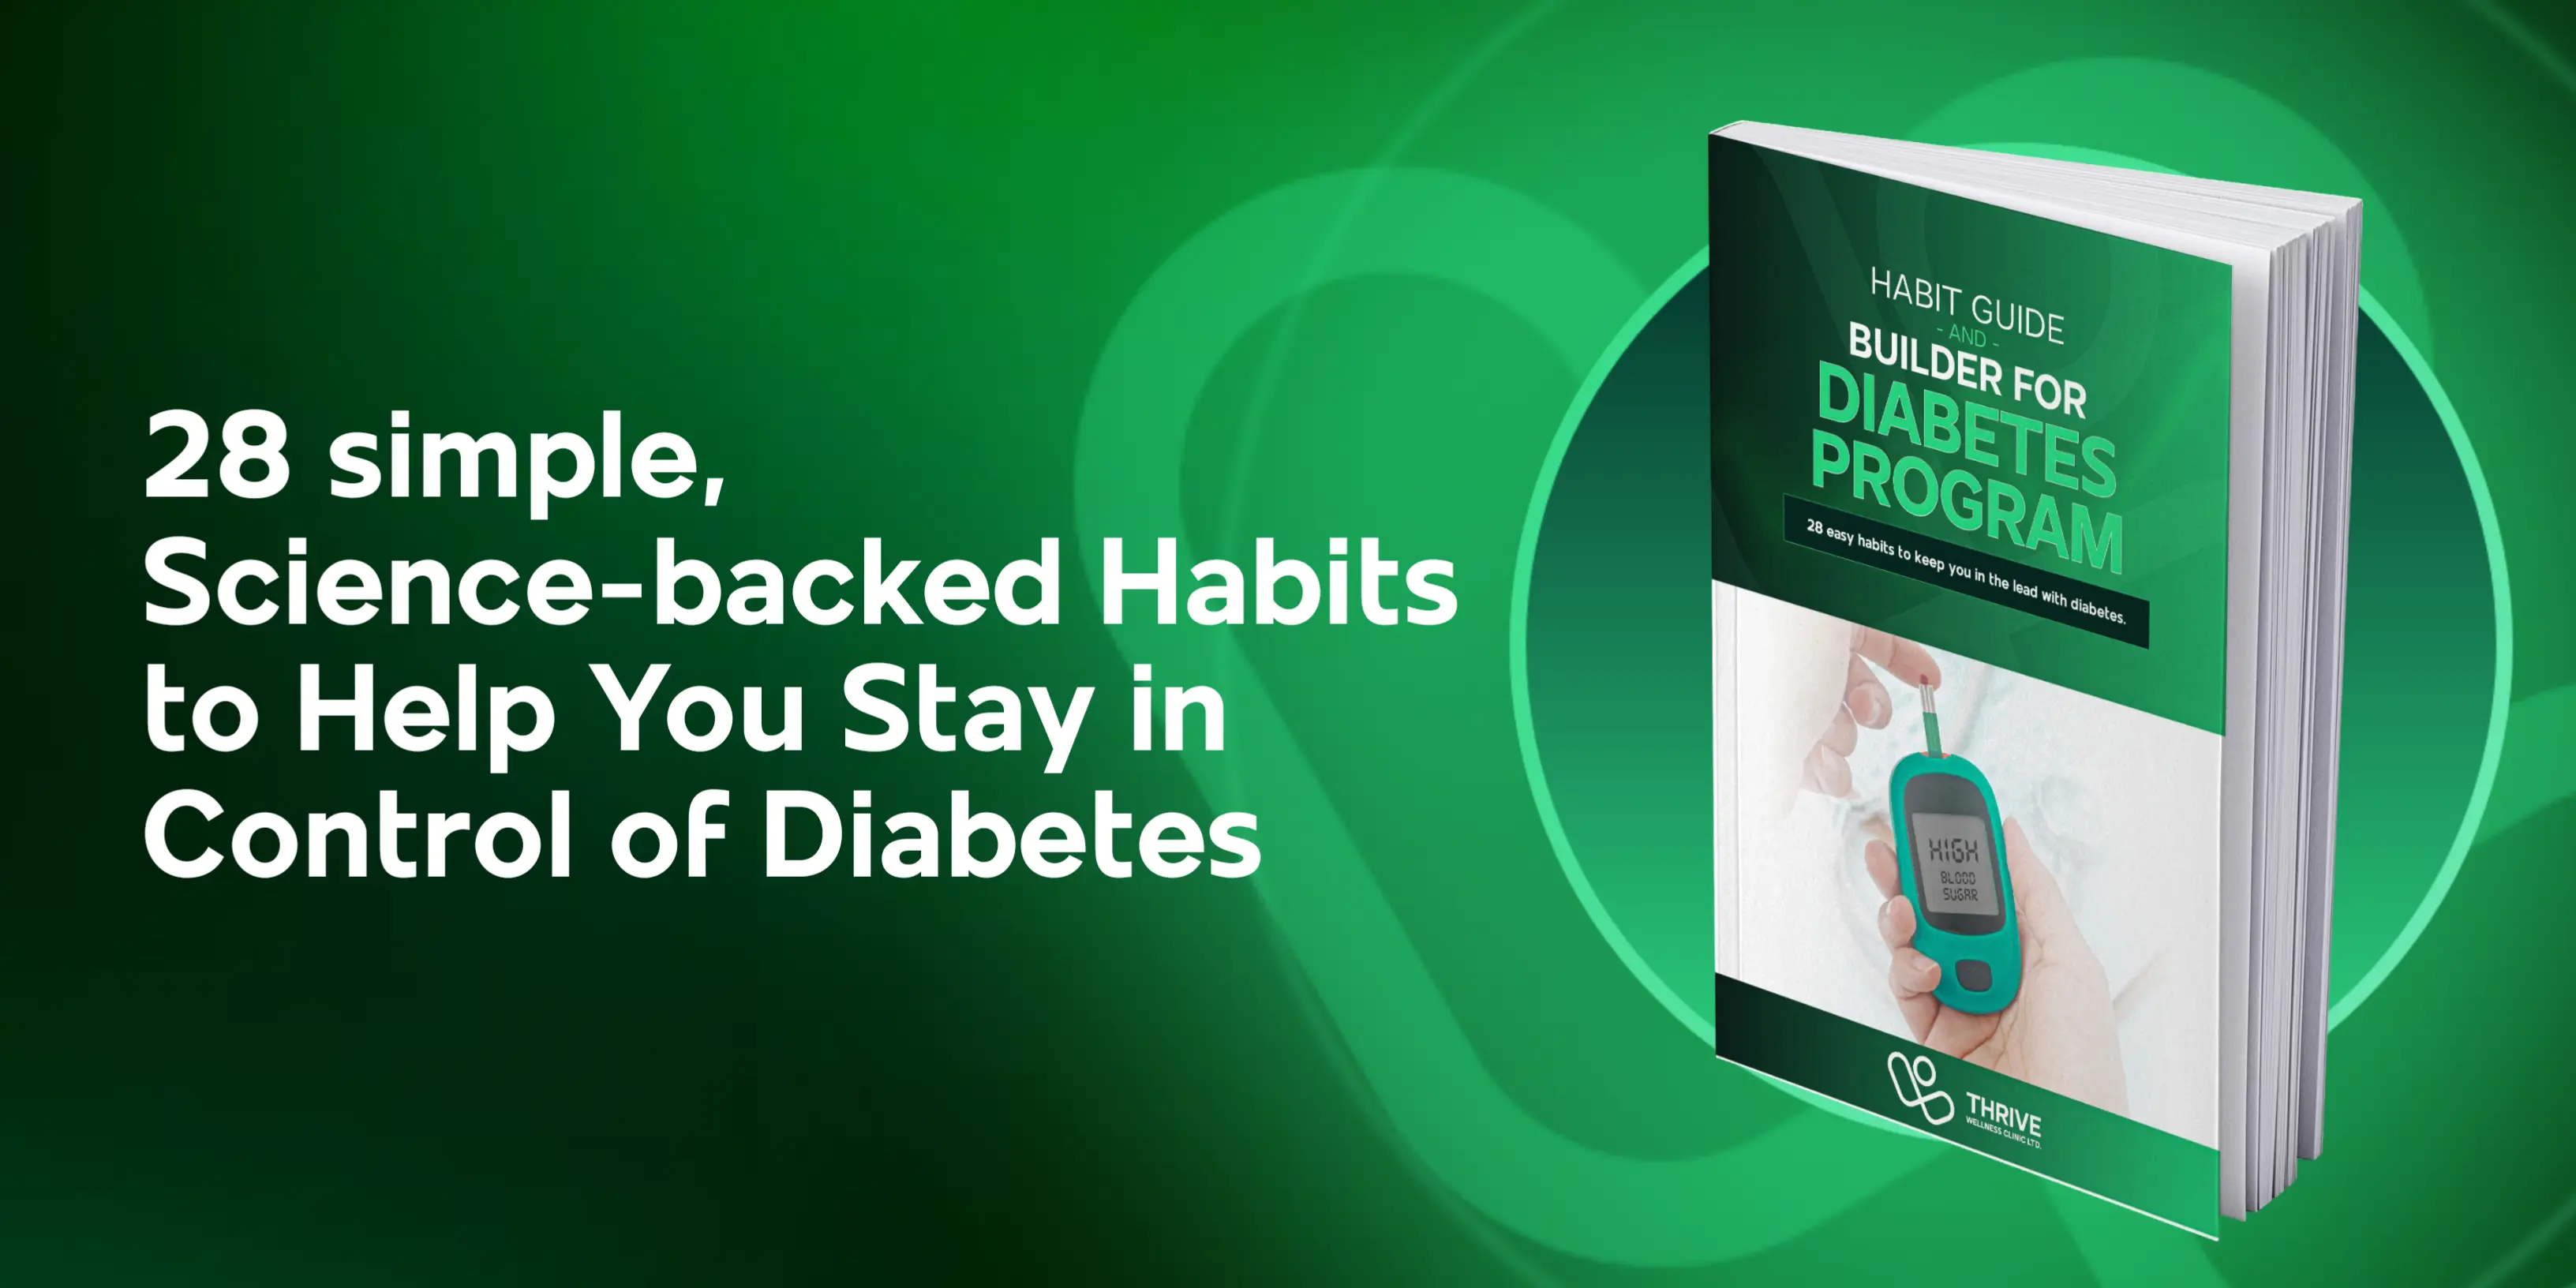 28 simple,
Science-backed Habits
to Help You Stay in
Control of Diabetes
HABIT GUIDE
- AND -
BUILDER FOR
DIABETES
PROGRAM
28 easy habits to keep you in the lead with diabetes.
HIGH
BLOOD
SUGAR
THRIVE
WELLNESS CLINIC LTD.